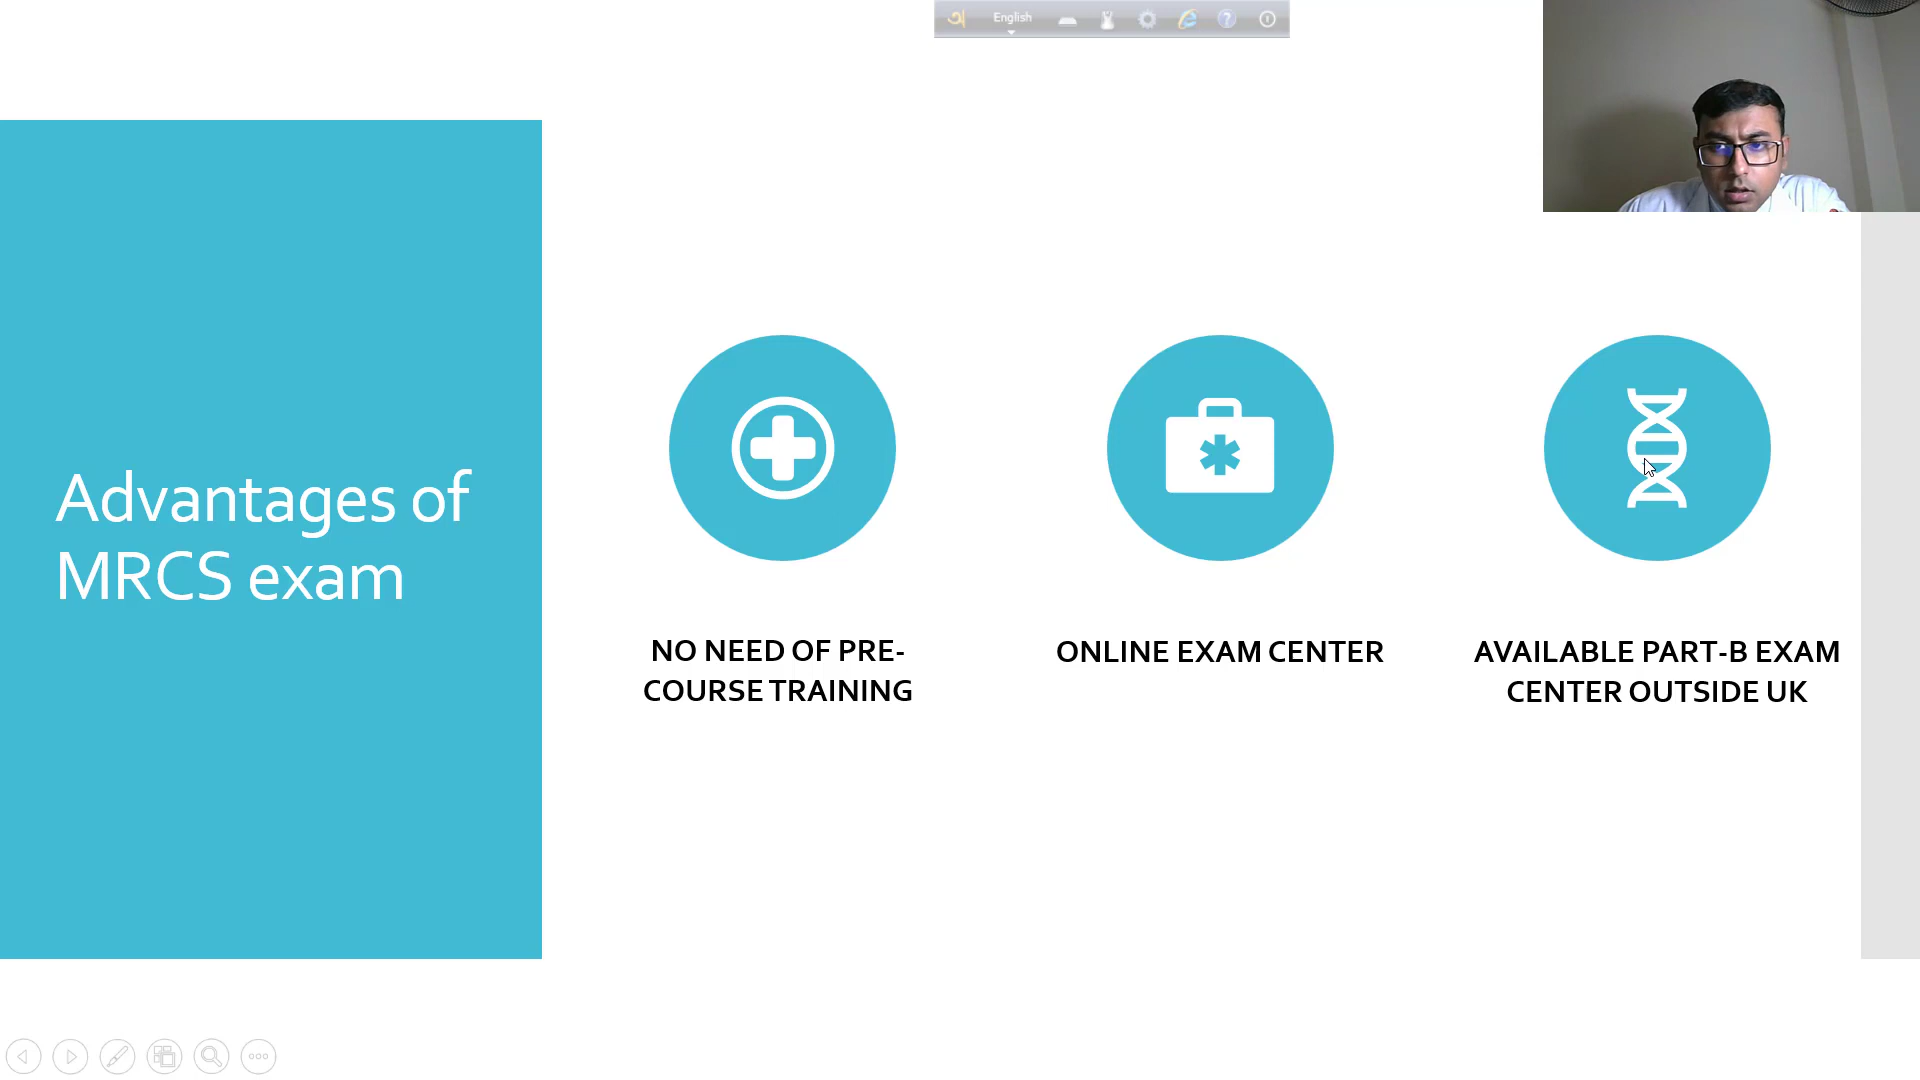 অ English
Advantages of
MRCS exam
NO NEED OF PRE-
COURSE TRAINING
ONLINE EXAM CENTER
AVAILABLE PART-B EXAM
CENTER OUTSIDE UK